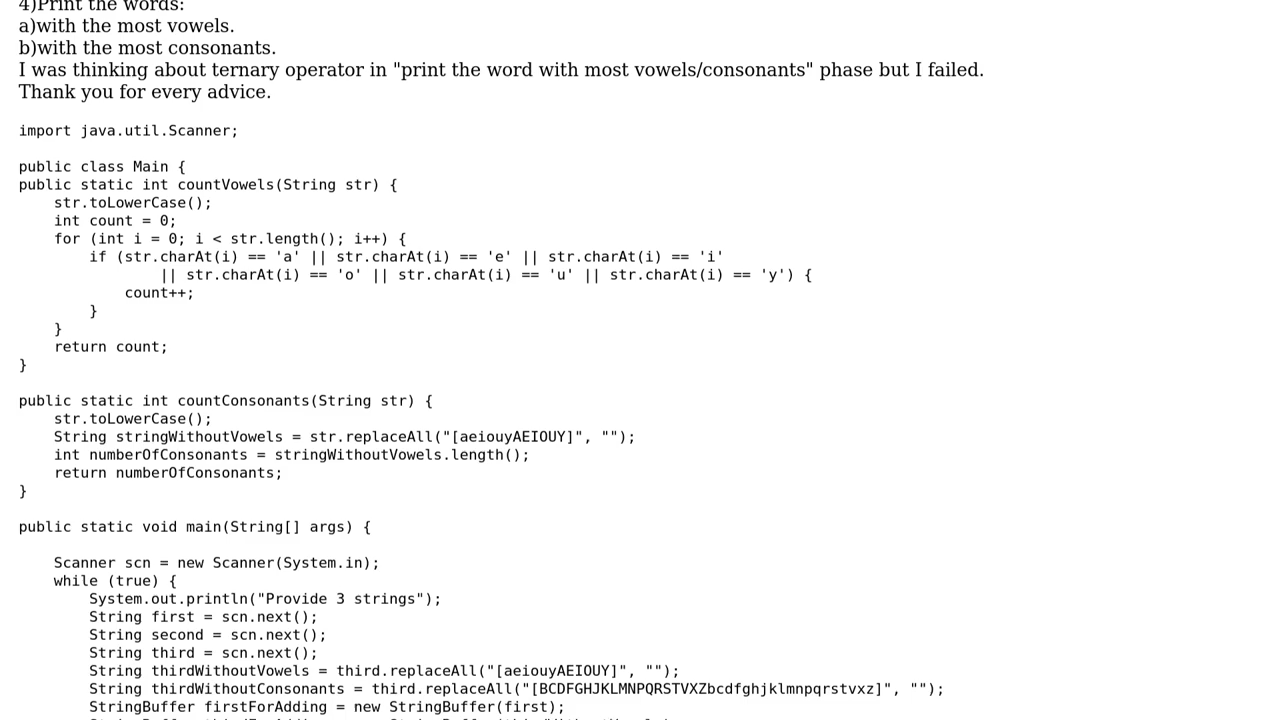 4)Print the words:
a)with the most vowels.
b)with the most consonants.
I was thinking about ternary operator in "print the word with most vowels/consonants" phase but I failed.
Thank you for every advice.
import java.util.Scanner;
public class Main {
public static int countVowels(String str) {
    str.toLowerCase();
    int count = 0;
    for (int i = 0; i < str.length(); i++) {
        if (str.charAt(i) == 'a' || str.charAt(i) == 'e' || str.charAt(i) == 'i'
                || str.charAt(i) == 'o' || str.charAt(i) == 'u' || str.charAt(i) == 'y') {
            count++;
        }
    }
    return count;
}
public static int countConsonants(String str) {
    str.toLowerCase();
    String stringWithoutVowels = str.replaceAll("[aeiouyAEIOUY]", "");
    int numberOfConsonants = stringWithoutVowels.length();
    return numberOfConsonants;
}
public static void main(String[] args) {
    Scanner scn = new Scanner(System.in);
    while (true) {
        System.out.println("Provide 3 strings");
        String first = scn.next();
        String second = scn.next();
        String third = scn.next();
        String thirdWithoutVowels = third.replaceAll("[aeiouyAEIOUY]", "");
        String thirdWithoutConsonants = third.replaceAll("[BCDFGHJKLMNPQRSTVXZbcdfghjklmnpqrstvxz]", "");
        StringBuffer firstForAdding = new StringBuffer(first);